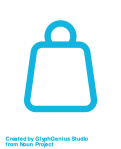 Created by GlyphGenius Studio
from Noun Project